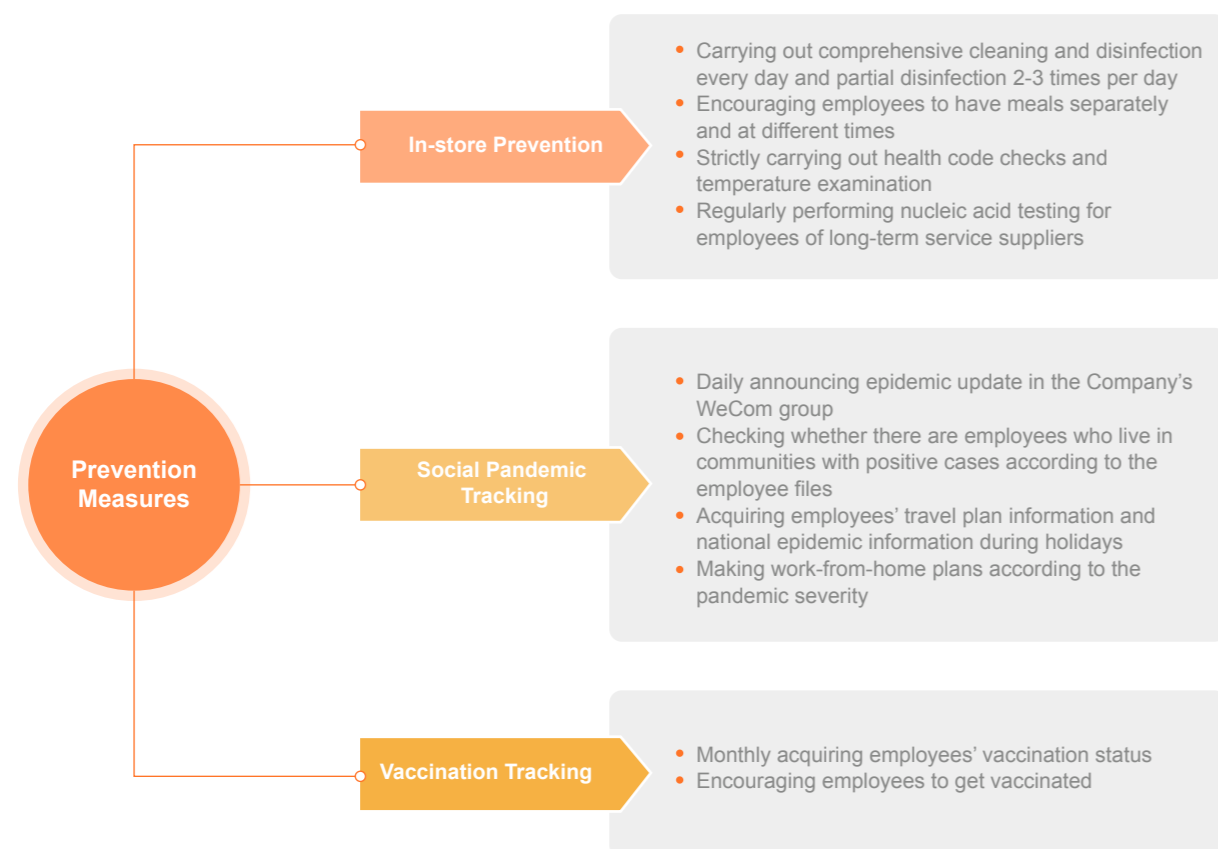 Prevention
Measures
In-store Prevention
• Carrying out comprehensive cleaning and disinfection
every day and partial disinfection 2-3 times per day
• Encouraging employees to have meals separately
and at different times
• Strictly carrying out health code checks and
temperature examination
• Regularly performing nucleic acid testing for
employees of long-term service suppliers
Social Pandemic
Tracking
• Daily announcing epidemic update in the Company’s
WeCom group
• Checking whether there are employees who live in
communities with positive cases according to the
employee files
• Acquiring employees’ travel plan information and
national epidemic information during holidays
• Making work-from-home plans according to the
pandemic severity
Vaccination Tracking
• Monthly acquiring employees’ vaccination status
• Encouraging employees to get vaccinated